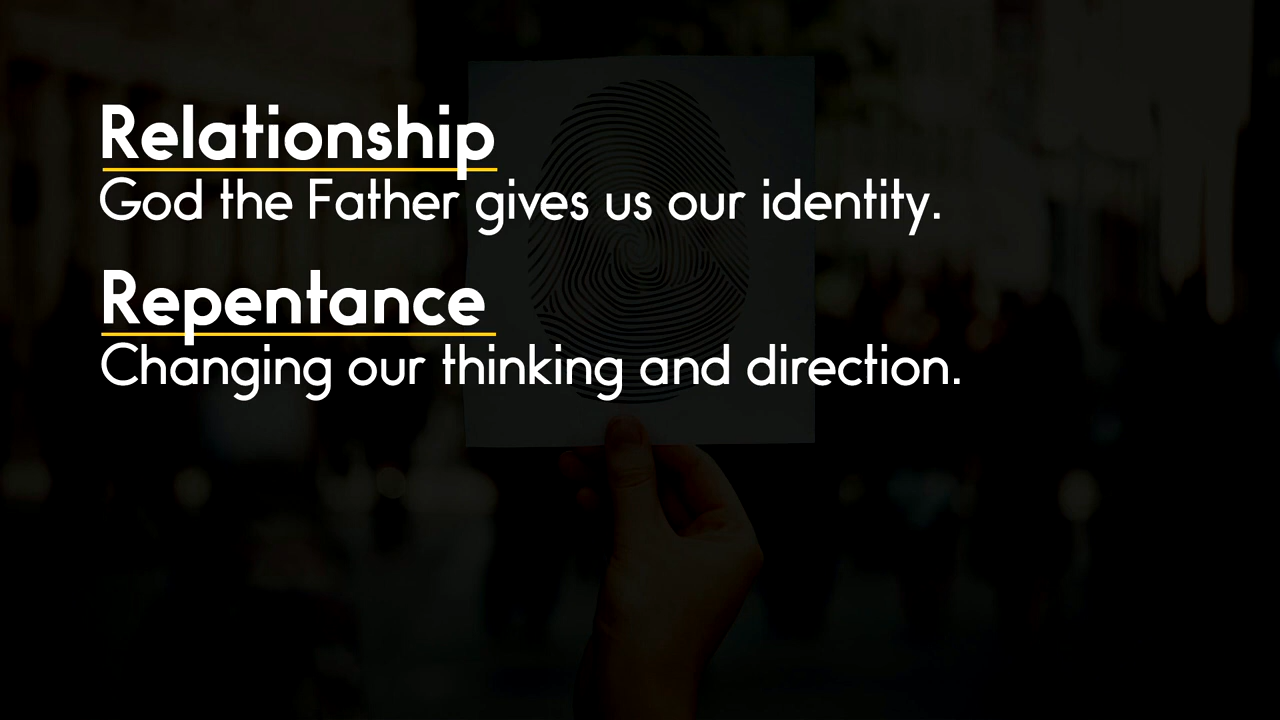 Relationship
God the Father gives us our identity.
Repentance
Changing our thinking and direction.